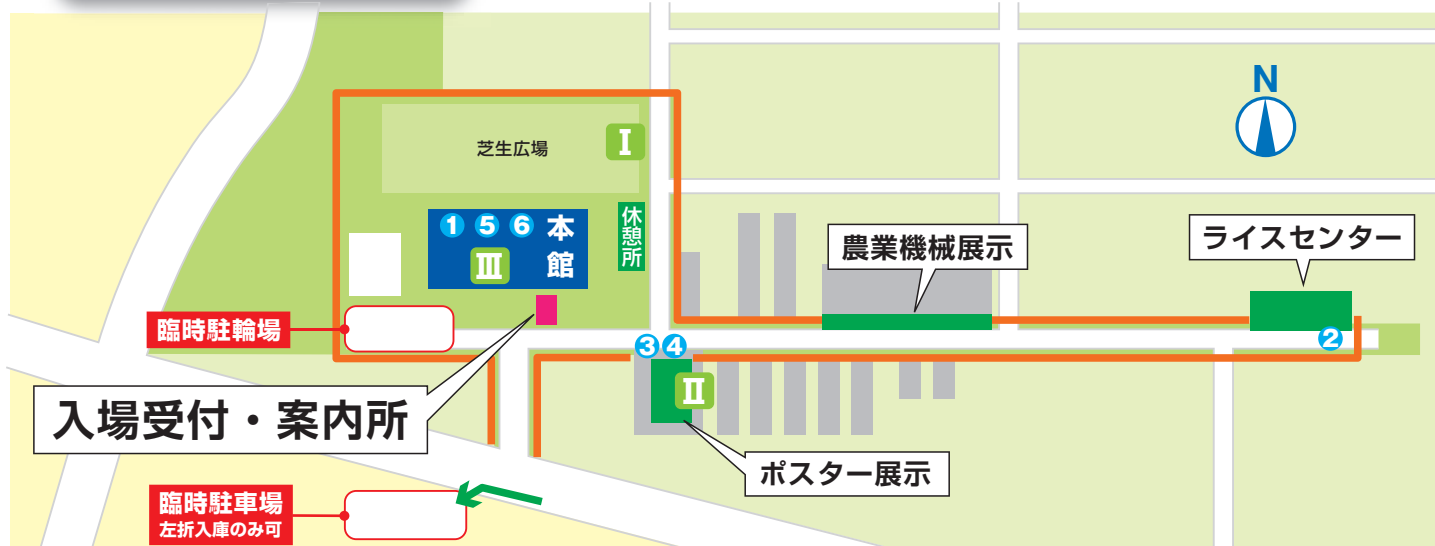 N
芝生広場
I
①⑤⑥本館
III
休憩所
農業機械展示
ライスセンター
②
臨時駐輪場
③④
II
入場受付・案内所
ポスター展示
臨時駐車場
左折入庫のみ可